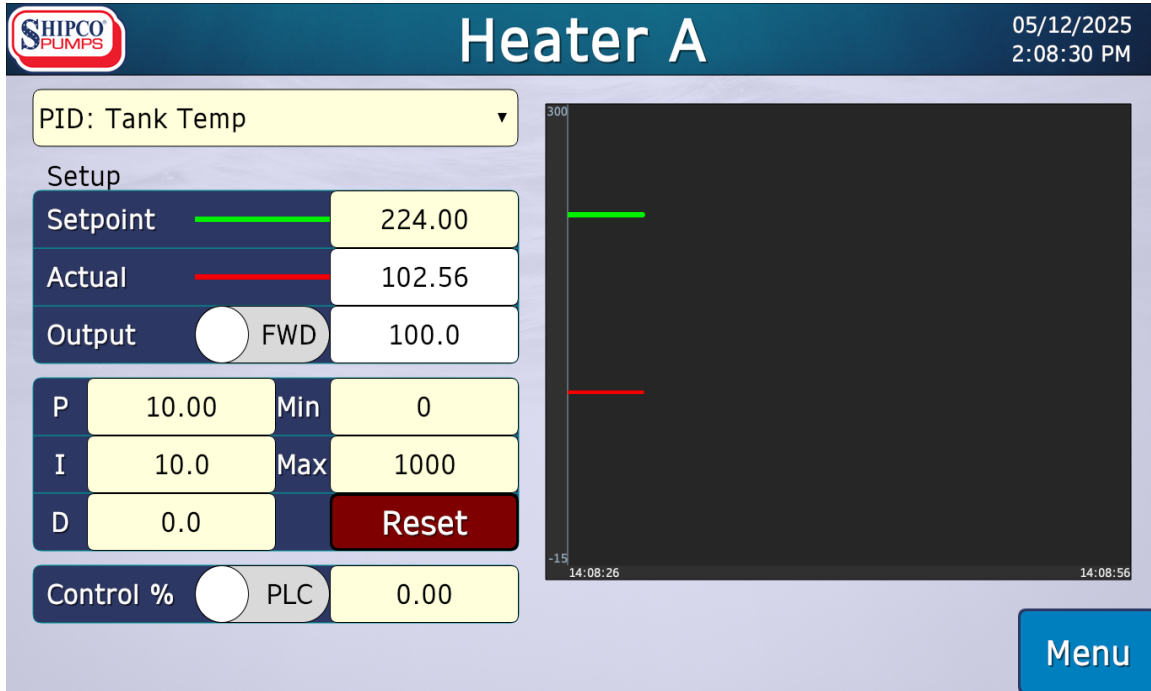 SHIPCO
PUMPS
Heater A
05/12/2025
2:08:30 PM
PID: Tank Temp
Setup
Setpoint 224.00
Actual 102.56
Output FWD 100.0
P 10.00 Min 0
I 10.0 Max 1000
D 0.0 Reset
Control % PLC 0.00
300
-15
14:08:26 14:08:56
Menu